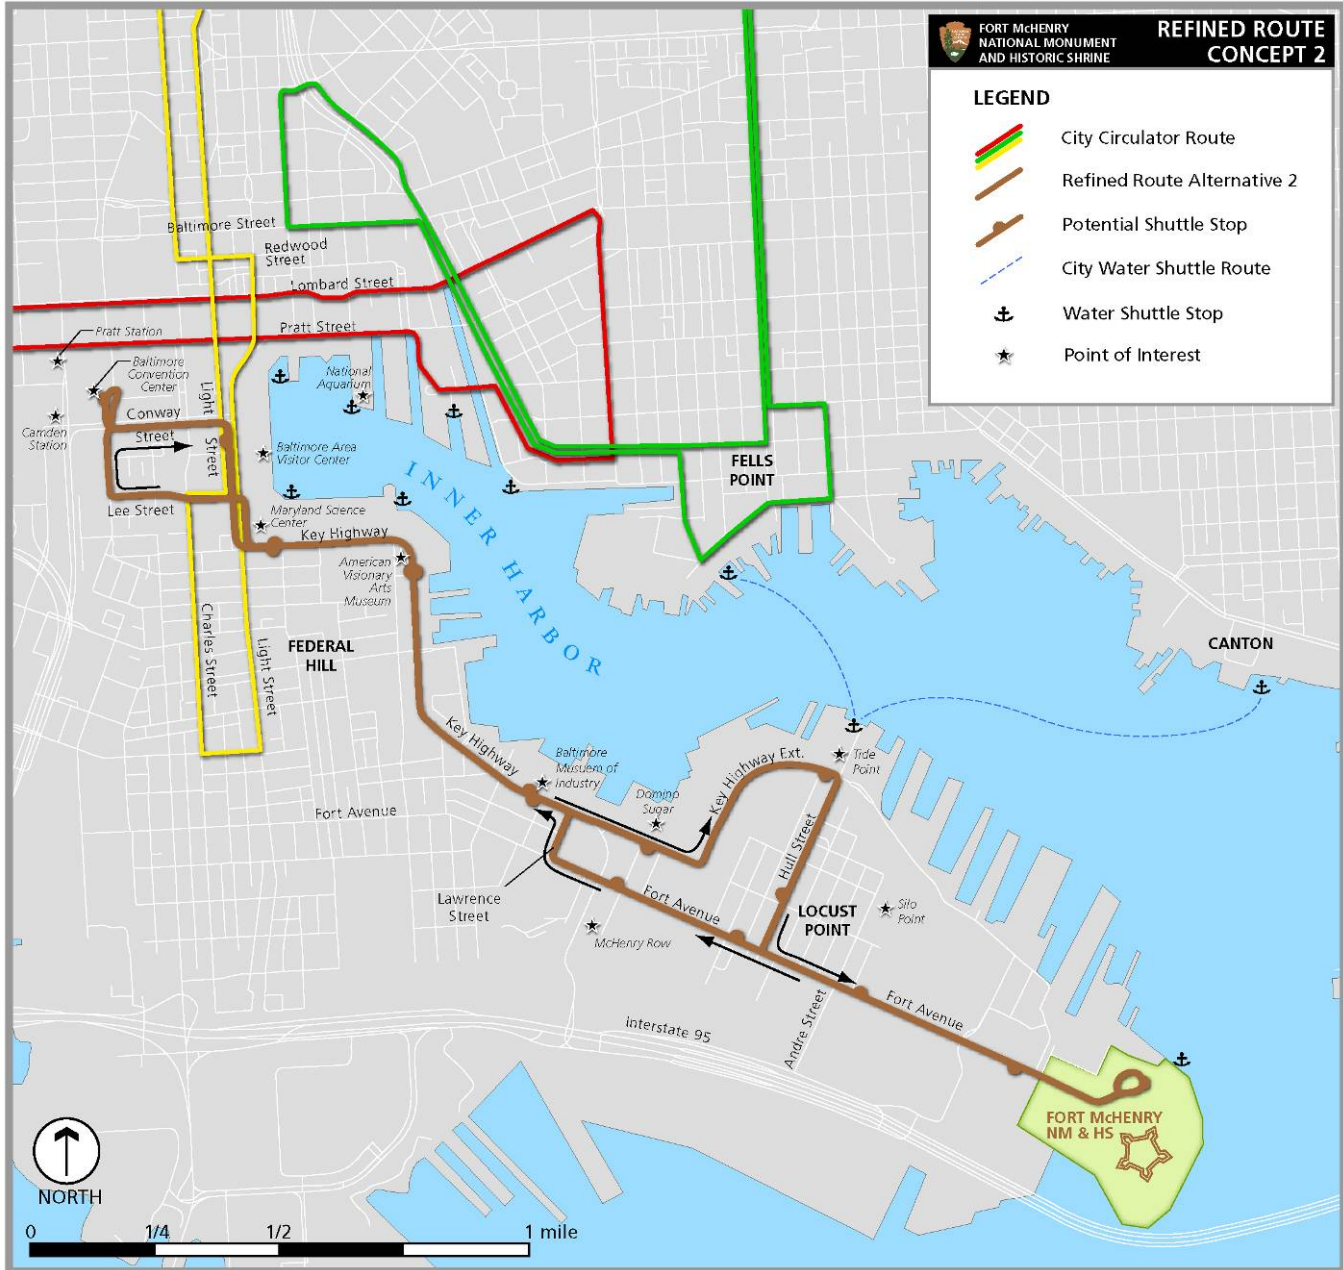 FORT McHENRY
NATIONAL MONUMENT
AND HISTORIC SHRINE
REFINED ROUTE
CONCEPT 2
LEGEND
City Circulator Route
Refined Route Alternative 2
Potential Shuttle Stop
City Water Shuttle Route
Water Shuttle Stop
Point of Interest
Baltimore Street
Redwood
Street
Lombard Street
Pratt Street
Pratt Station
Baltimore
Convention
Center
National
Aquarium
Light
Street
Conway
Street
Camden
Station
Baltimore Area
Visitor Center
FELLS
POINT
INNER HARBOR
Lee Street
Maryland Science
Center
Key Highway
American
Visionary
Arts
Museum
Charles Street
Light Street
FEDERAL
HILL
CANTON
Key Highway
Baltimore
Musuem of
Industry
Domino
Sugar
Key Highway Ext.
Tide
Point
Fort Avenue
Hull Street
Lawrence
Street
Fort Avenue
LOCUST
POINT
Silo
Point
McHenry Row
Andre Street
Fort Avenue
Interstate 95
FORT McHENRY
NM & HS
NORTH
0 1/4 1/2 1 mile